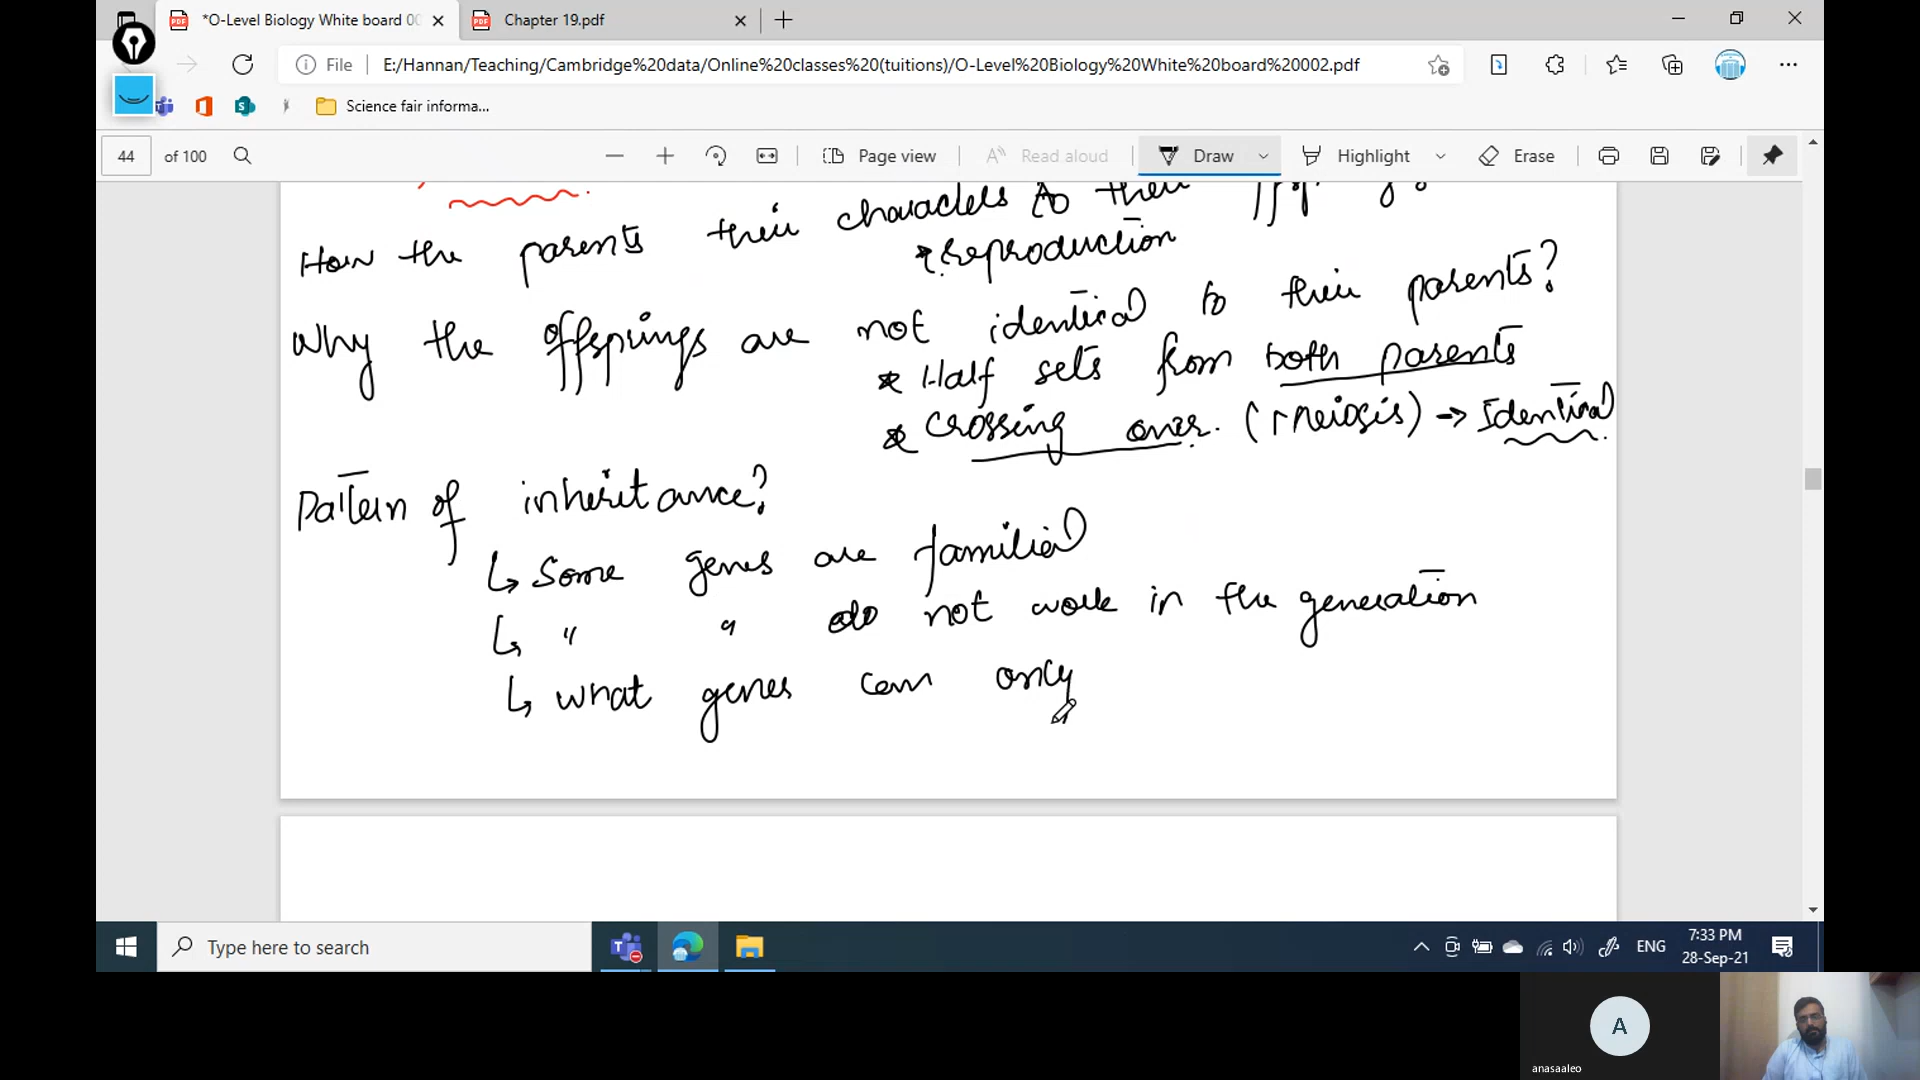 *O-Level Biology White board 00
Chapter 19.pdf
File E:/Hannan/Teaching/Cambridge%20data/Online%20classes%20(tuitions)/O-Level%20Biology%20White%20board%20002.pdf
Science fair informa...
44 of 100 Page view Read aloud Draw Highlight Erase
How the parents their characters to their
*reproduction
Why the offsprings are not identical to their parents?
* Half sets from both parents
* Crossing over. (Meiosis) → Identical
Pattern of inheritance?
↳ Some genes are familial
↳ " " do not work in the generation
↳ what genes can only
Type here to search
T
ENG
7:33 PM
28-Sep-21
A
anasaaleo